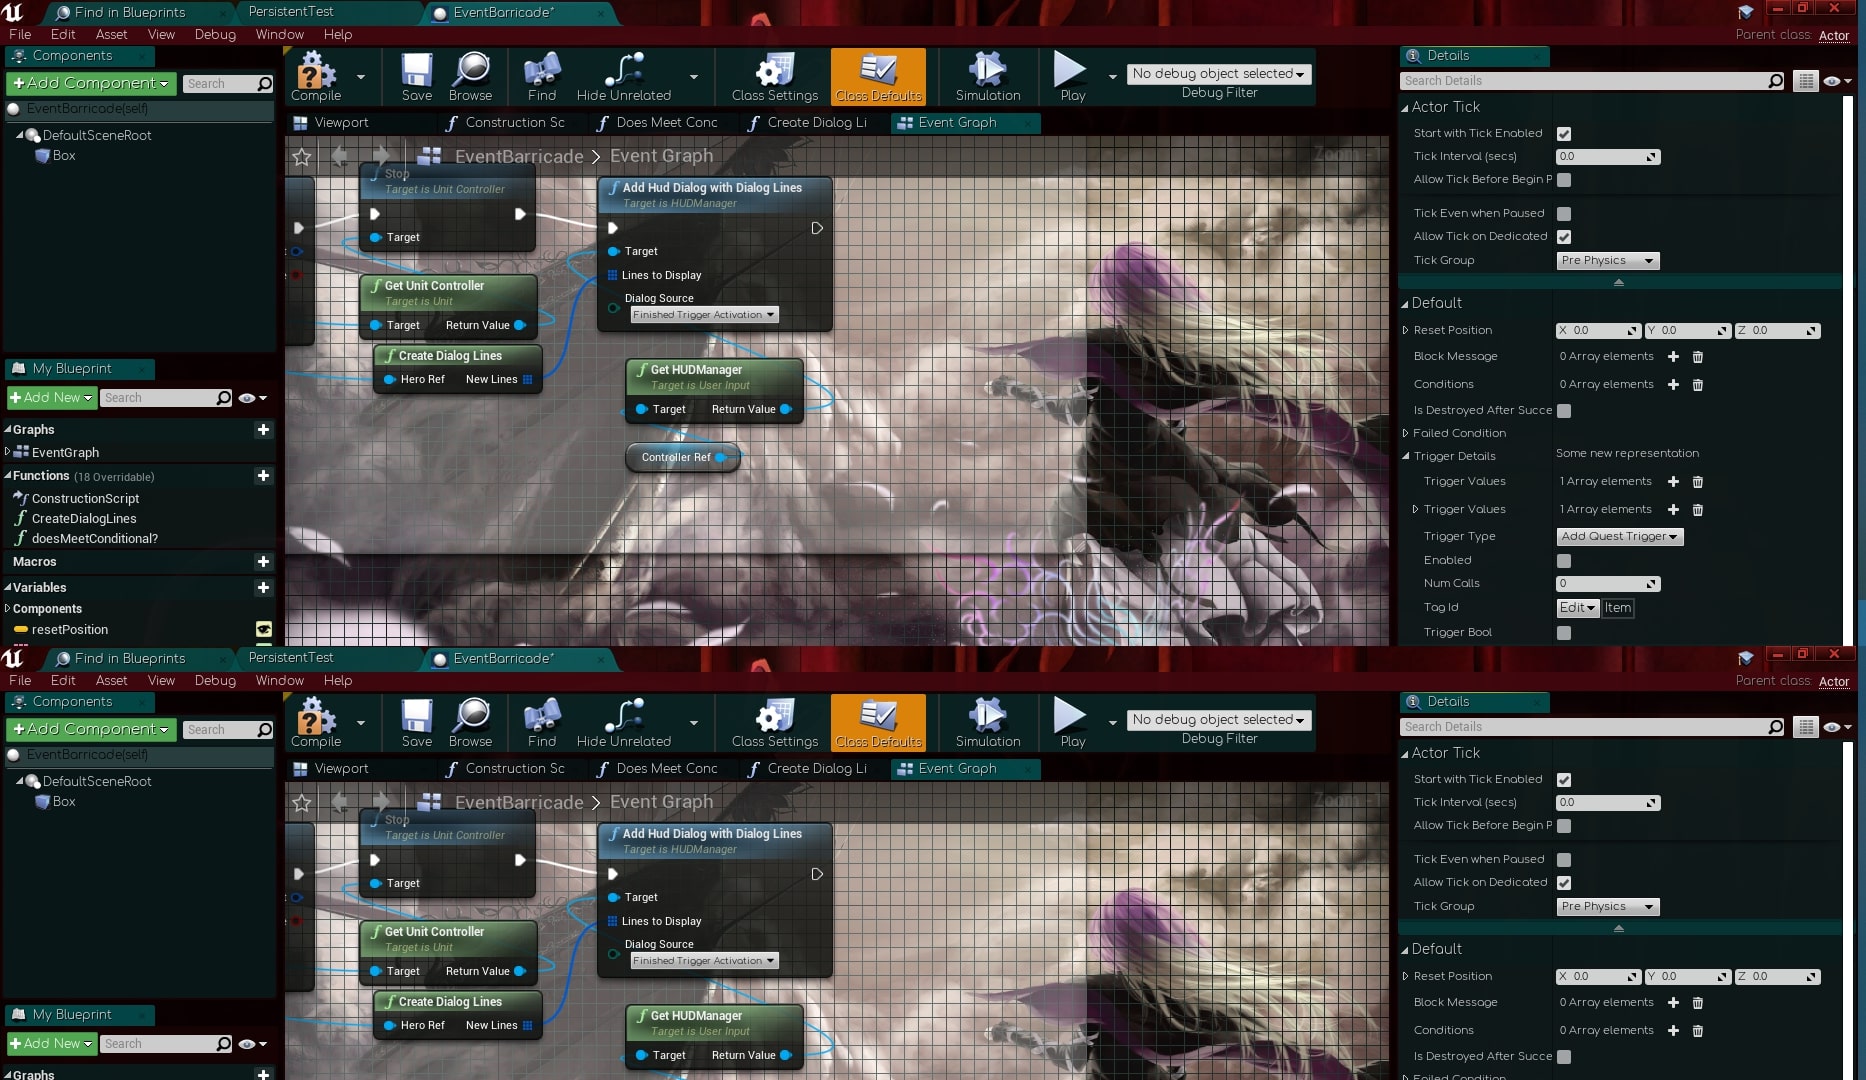 Find in Blueprints
PersistentTest
EventBarricade*
File Edit Asset View Debug Window Help
Parent class: Actor
Components
+Add Component
Search
EventBarricade(self)
DefaultSceneRoot
Box
My Blueprint
+Add New
Search
Graphs
EventGraph
Functions (18 Overridable)
ConstructionScript
CreateDialogLines
doesMeetConditional?
Macros
Variables
Components
resetPosition
Compile
Save
Browse
Find
Hide Unrelated
Class Settings
Class Defaults
Simulation
Play
No debug object selected
Debug Filter
Viewport
Construction Sc
Does Meet Conc
Create Dialog Li
Event Graph
EventBarricade > Event Graph
Zoom -1
Stop
Target is Unit Controller
Target
Get Unit Controller
Target is Unit
Target Return Value
Create Dialog Lines
Hero Ref New Lines
Add Hud Dialog with Dialog Lines
Target is HUDManager
Target
Lines to Display
Dialog Source
Finished Trigger Activation
Get HUDManager
Target is User Input
Target Return Value
Controller Ref
Details
Search Details
Actor Tick
Start with Tick Enabled
Tick Interval (secs) 0.0
Allow Tick Before Begin P
Tick Even when Paused
Allow Tick on Dedicated
Tick Group Pre Physics
Default
Reset Position X 0.0 Y 0.0 Z 0.0
Block Message 0 Array elements
Conditions 0 Array elements
Is Destroyed After Succe
Failed Condition
Trigger Details Some new representation
Trigger Values 1 Array elements
Trigger Values 1 Array elements
Trigger Type Add Quest Trigger
Enabled
Num Calls 0
Tag Id Edit Item
Trigger Bool
Find in Blueprints
PersistentTest
EventBarricade*
File Edit Asset View Debug Window Help
Parent class: Actor
Components
+Add Component
Search
EventBarricade(self)
DefaultSceneRoot
Box
My Blueprint
+Add New
Search
Graphs
Compile
Save
Browse
Find
Hide Unrelated
Class Settings
Class Defaults
Simulation
Play
No debug object selected
Debug Filter
Viewport
Construction Sc
Does Meet Conc
Create Dialog Li
Event Graph
EventBarricade > Event Graph
Zoom -1
Stop
Target is Unit Controller
Target
Get Unit Controller
Target is Unit
Target Return Value
Create Dialog Lines
Hero Ref New Lines
Add Hud Dialog with Dialog Lines
Target is HUDManager
Target
Lines to Display
Dialog Source
Finished Trigger Activation
Get HUDManager
Target is User Input
Target Return Value
Details
Search Details
Actor Tick
Start with Tick Enabled
Tick Interval (secs) 0.0
Allow Tick Before Begin P
Tick Even when Paused
Allow Tick on Dedicated
Tick Group Pre Physics
Default
Reset Position X 0.0 Y 0.0 Z 0.0
Block Message 0 Array elements
Conditions 0 Array elements
Is Destroyed After Succe
Failed Condition